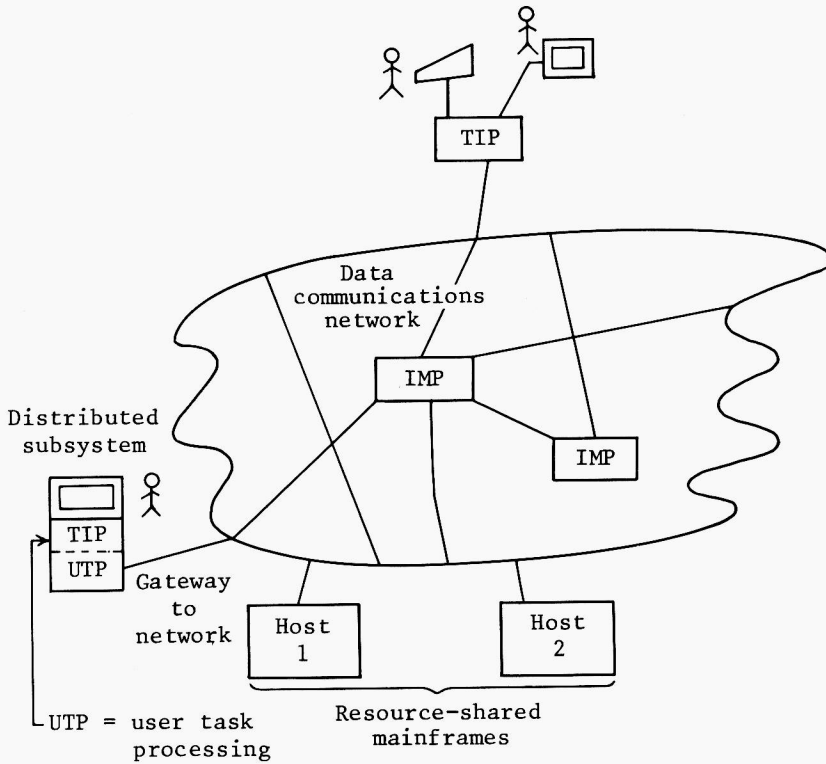 TIP
Data
communications
network
IMP
IMP
Distributed
subsystem
TIP
UTP
Gateway
to
network
Host
1
Host
2
Resource-shared
mainframes
UTP = user task
processing